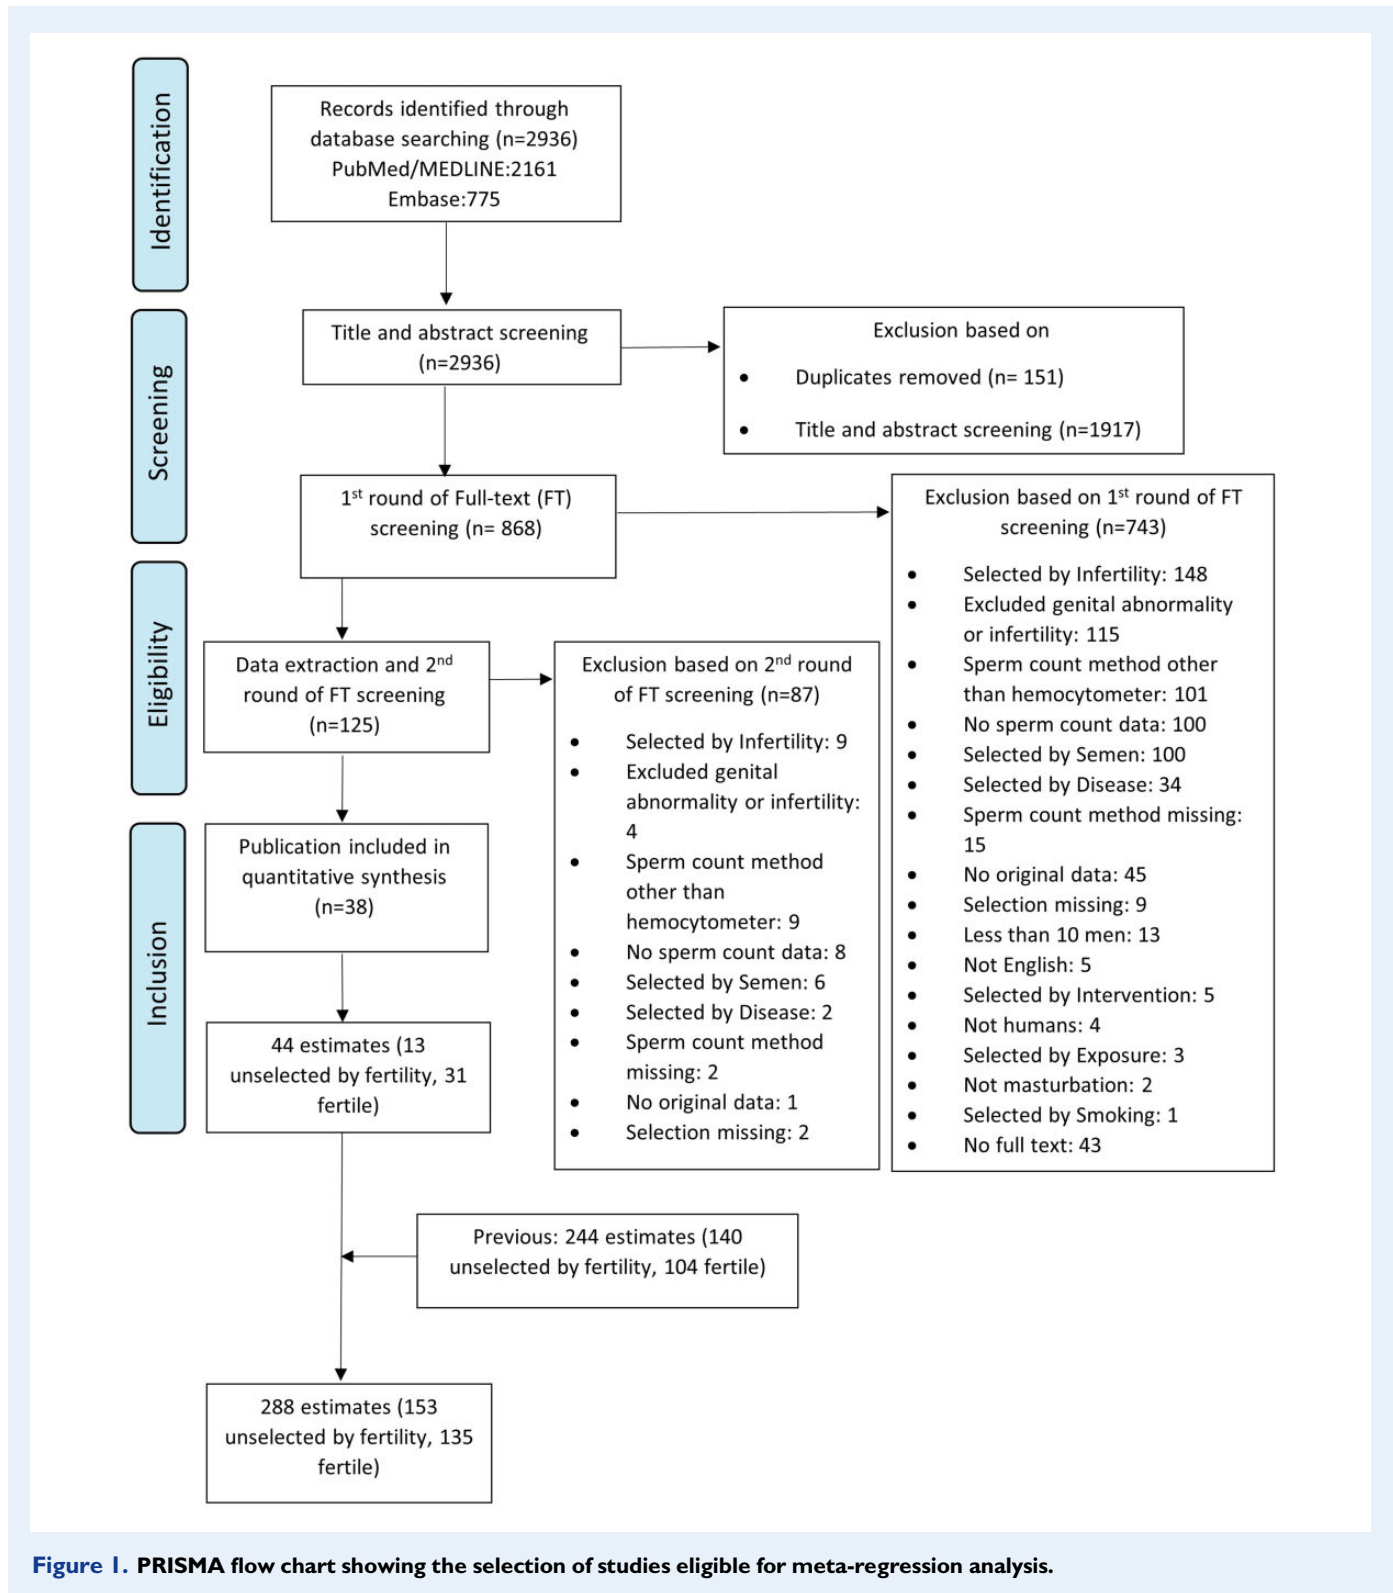 Identification
Records identified through
database searching (n=2936)
PubMed/MEDLINE:2161
Embase:775
Screening
Title and abstract screening
(n=2936)
Exclusion based on
• Duplicates removed (n= 151)
• Title and abstract screening (n=1917)
1st round of Full-text (FT)
screening (n= 868)
Exclusion based on 1st round of FT
screening (n=743)
• Selected by Infertility: 148
• Excluded genital abnormality
or infertility: 115
• Sperm count method other
than hemocytometer: 101
• No sperm count data: 100
• Selected by Semen: 100
• Selected by Disease: 34
• Sperm count method missing:
15
• No original data: 45
• Selection missing: 9
• Less than 10 men: 13
• Not English: 5
• Selected by Intervention: 5
• Not humans: 4
• Selected by Exposure: 3
• Not masturbation: 2
• Selected by Smoking: 1
• No full text: 43
Eligibility
Data extraction and 2nd
round of FT screening
(n=125)
Exclusion based on 2nd round
of FT screening (n=87)
• Selected by Infertility: 9
• Excluded genital
abnormality or infertility:
4
• Sperm count method
other than
hemocytometer: 9
• No sperm count data: 8
• Selected by Semen: 6
• Selected by Disease: 2
• Sperm count method
missing: 2
• No original data: 1
• Selection missing: 2
Inclusion
Publication included in
quantitative synthesis
(n=38)
44 estimates (13
unselected by fertility, 31
fertile)
Previous: 244 estimates (140
unselected by fertility, 104 fertile)
288 estimates (153
unselected by fertility, 135
fertile)
Figure 1. PRISMA flow chart showing the selection of studies eligible for meta-regression analysis.